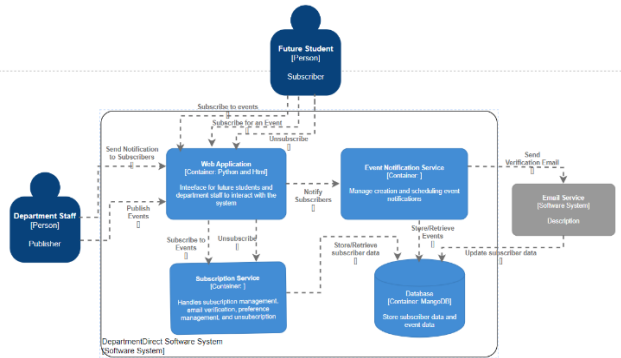 Future Student
[Person]
Subscriber
Subscribe to events
[]
Subscribe for an Event
[]
Unsubscribe
[]
Send Notification
to Subscribers
[]
Web Application
[Container: Python and Html]
Interface for future students and
department staff to interact with the
system
Event Notification Service
[Container: ]
Manage creation and scheduling event
notifications
Send
Verification Email
[]
Email Service
[Software System]
Description
Department Staff
[Person]
Publisher
Publish
Events
[]
Notify
Subscribers
[]
Subscribe to
Events
[]
Unsubscribe
[]
Store/Retrieve
Events
[]
Store/Retrieve
subscriber data
[]
Update subscriber data
[]
Subscription Service
[Container: ]
Handles subscription management,
email verification, preference
management, and unsubscription
Database
[Container: MangoDB]
Store subscriber data and
event data
DepartmentDirect Software System
[Software System]